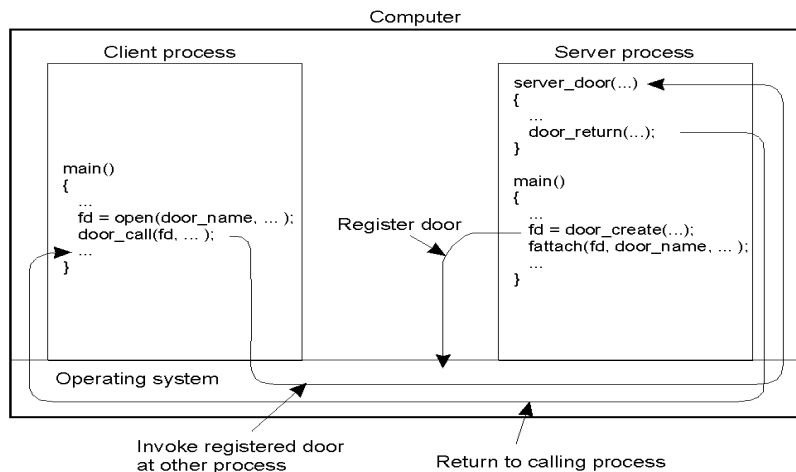 Computer
Client process
main()
{
...
fd = open(door_name, ... );
door_call(fd, ... );
...
}
Register door
Server process
server_door(...)
{
...
door_return(...);
}
main()
{
...
fd = door_create(...);
fattach(fd, door_name, ... );
...
}
Operating system
Invoke registered door
at other process
Return to calling process